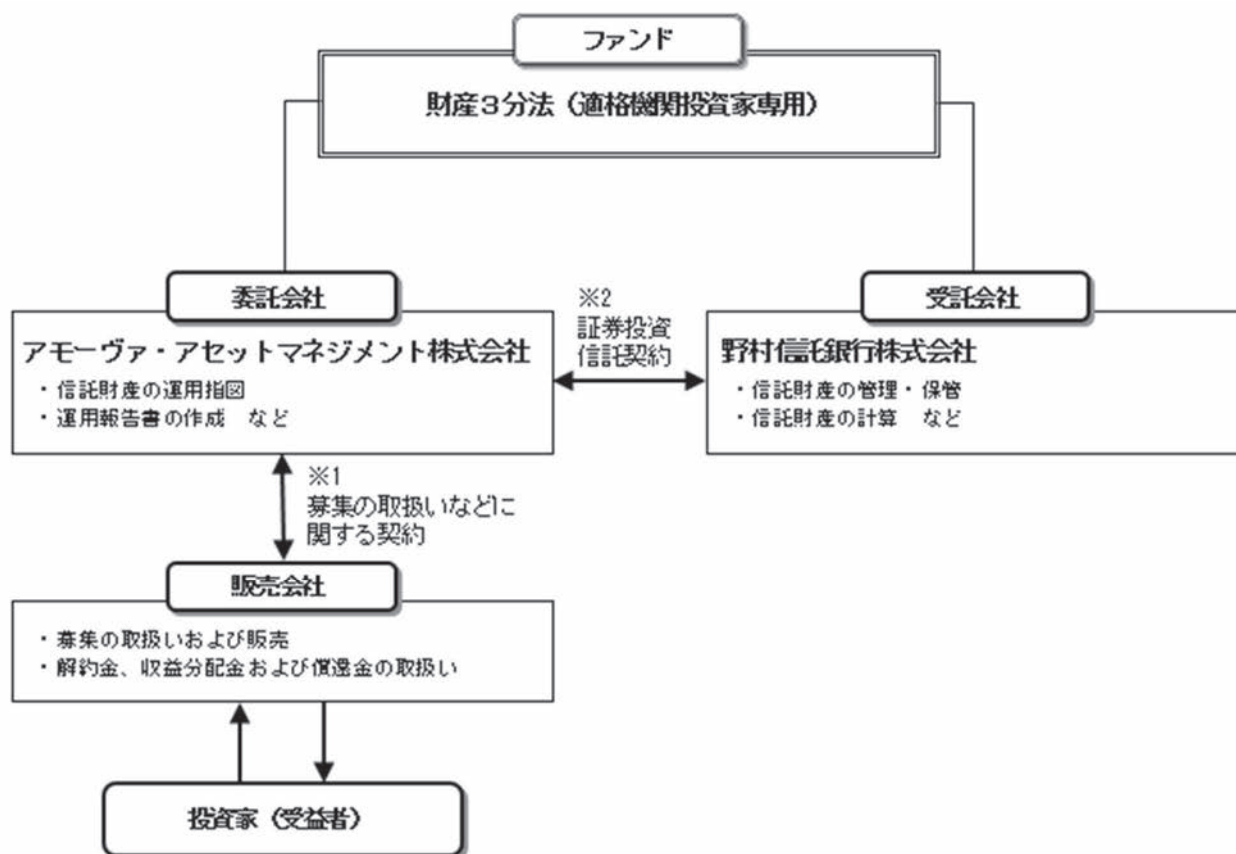 ファンド
財産3分法（適格機関投資家専用）
委託会社
アモーヴァ・アセットマネジメント株式会社
・信託財産の運用指図
・運用報告書の作成　など
※2
証券投資
信託契約
受託会社
野村信託銀行株式会社
・信託財産の管理・保管
・信託財産の計算　など
※1
募集の取扱いなどに
関する契約
販売会社
・募集の取扱いおよび販売
・解約金、収益分配金および償還金の取扱い
投資家（受益者）